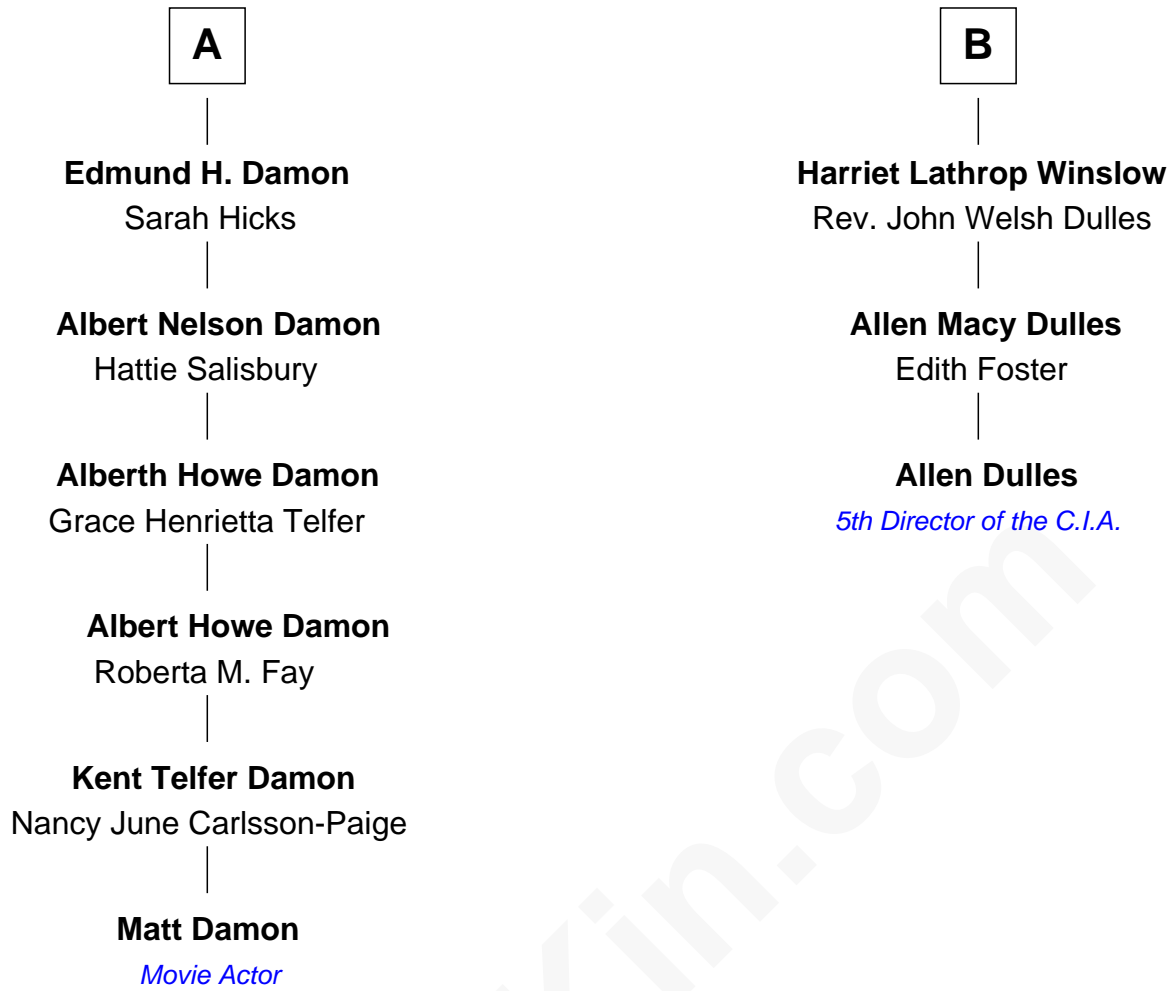 A
Edmund H. Damon
Sarah Hicks
Albert Nelson Damon
Hattie Salisbury
Alberth Howe Damon
Grace Henrietta Telfer
Albert Howe Damon
Roberta M. Fay
Kent Telfer Damon
Nancy June Carlsson-Paige
Matt Damon
Movie Actor
B
Harriet Lathrop Winslow
Rev. John Welsh Dulles
Allen Macy Dulles
Edith Foster
Allen Dulles
5th Director of the C.I.A.
Kin.com